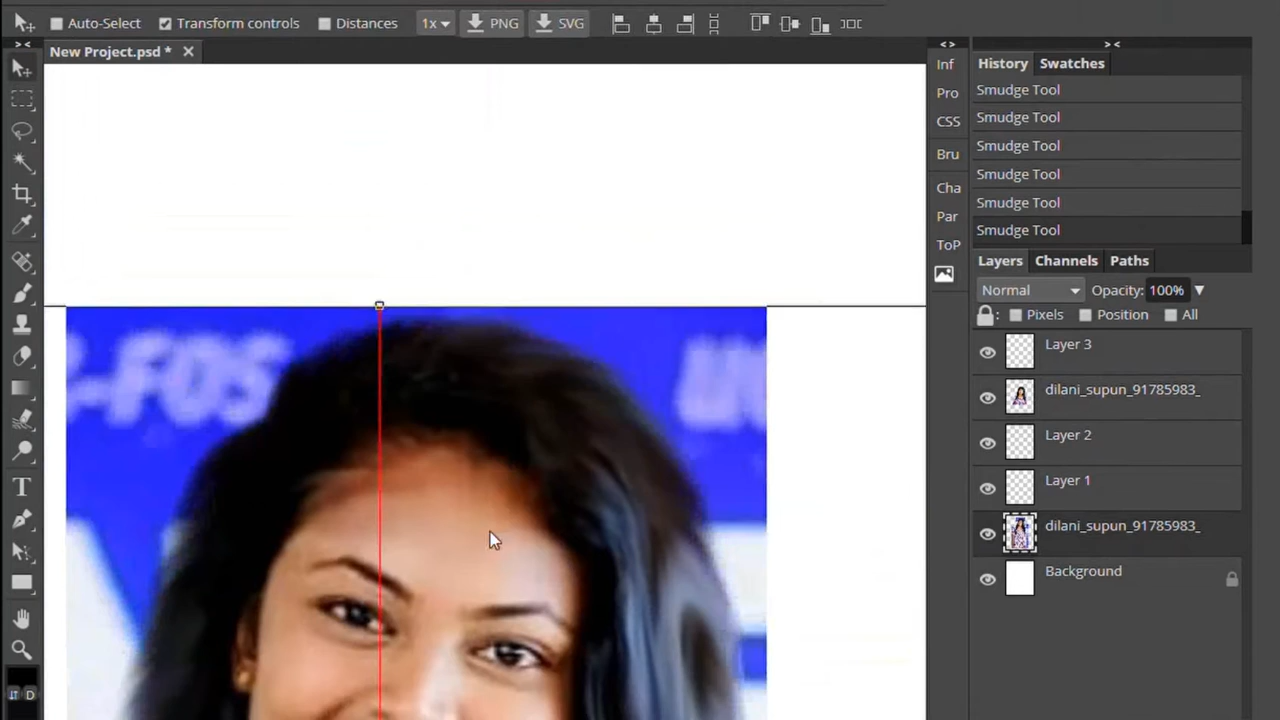 Auto-Select Transform controls Distances 1x PNG SVG
New Project.psd *
Inf
Pro
CSS
Bru
Cha
Par
ToP
History Swatches
Smudge Tool
Smudge Tool
Smudge Tool
Smudge Tool
Smudge Tool
Smudge Tool
Layers Channels Paths
Normal Opacity: 100%
: Pixels Position All
Layer 3
dilani_supun_91785983_
Layer 2
Layer 1
dilani_supun_91785983_
Background
T
D
-FOS